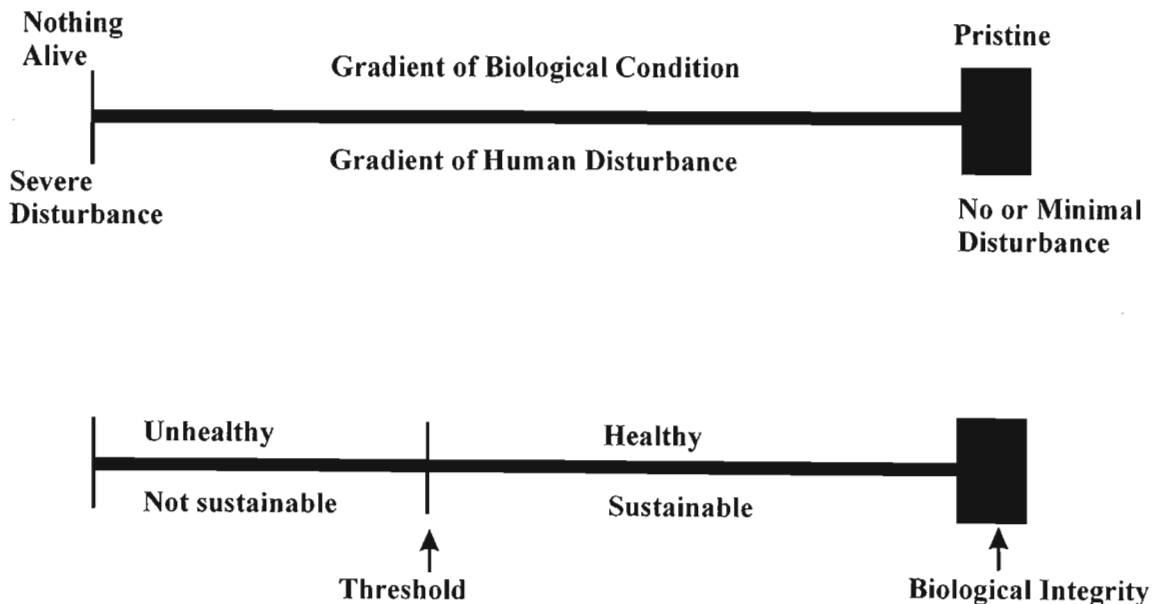 Nothing
Alive
Pristine
Gradient of Biological Condition
Gradient of Human Disturbance
Severe
Disturbance
No or Minimal
Disturbance
Unhealthy
Healthy
Not sustainable
Sustainable
Threshold
Biological Integrity